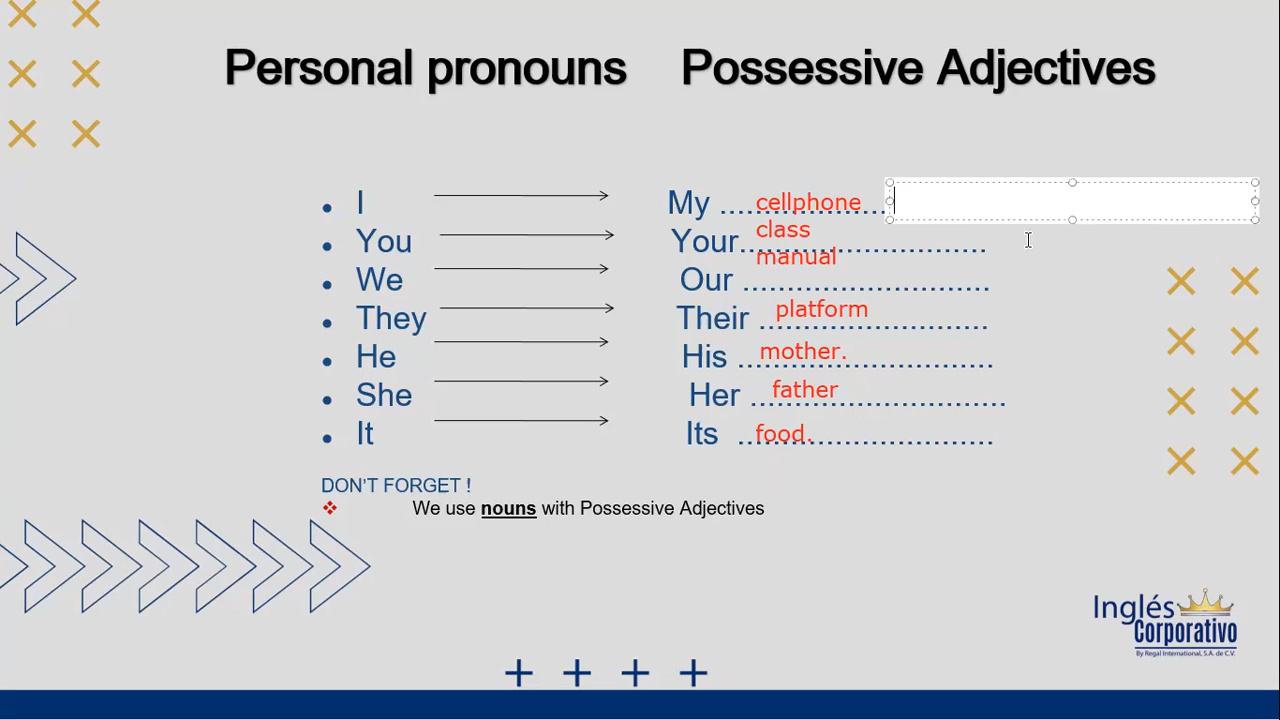 Personal pronouns Possessive Adjectives
• I My ..................... cellphone
class
• You Your............................ manual
• We Our ............................
• They Their .......................... platform
• He His ............................. mother.
• She Her ............................. father
• It Its ............................. food.
DON'T FORGET !
❖ We use nouns with Possessive Adjectives
Inglés
Corporativo
By Regal International, S.A. de C.V.